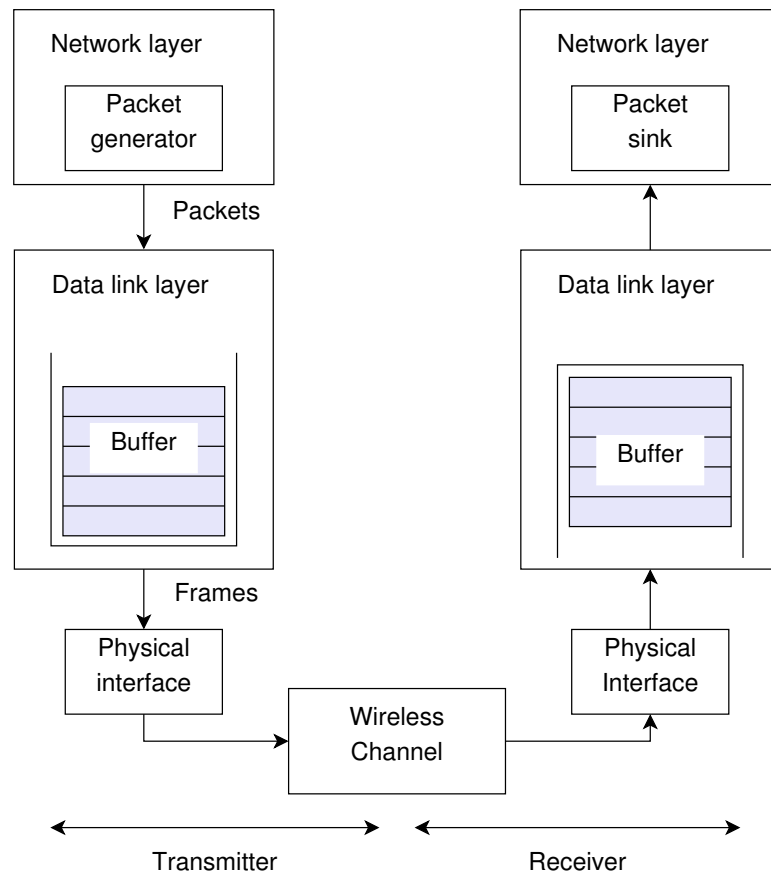 Network layer
Packet
generator
Packets
Data link layer
Buffer
Frames
Physical
interface
Wireless
Channel
Network layer
Packet
sink
Data link layer
Buffer
Physical
Interface
Transmitter
Receiver